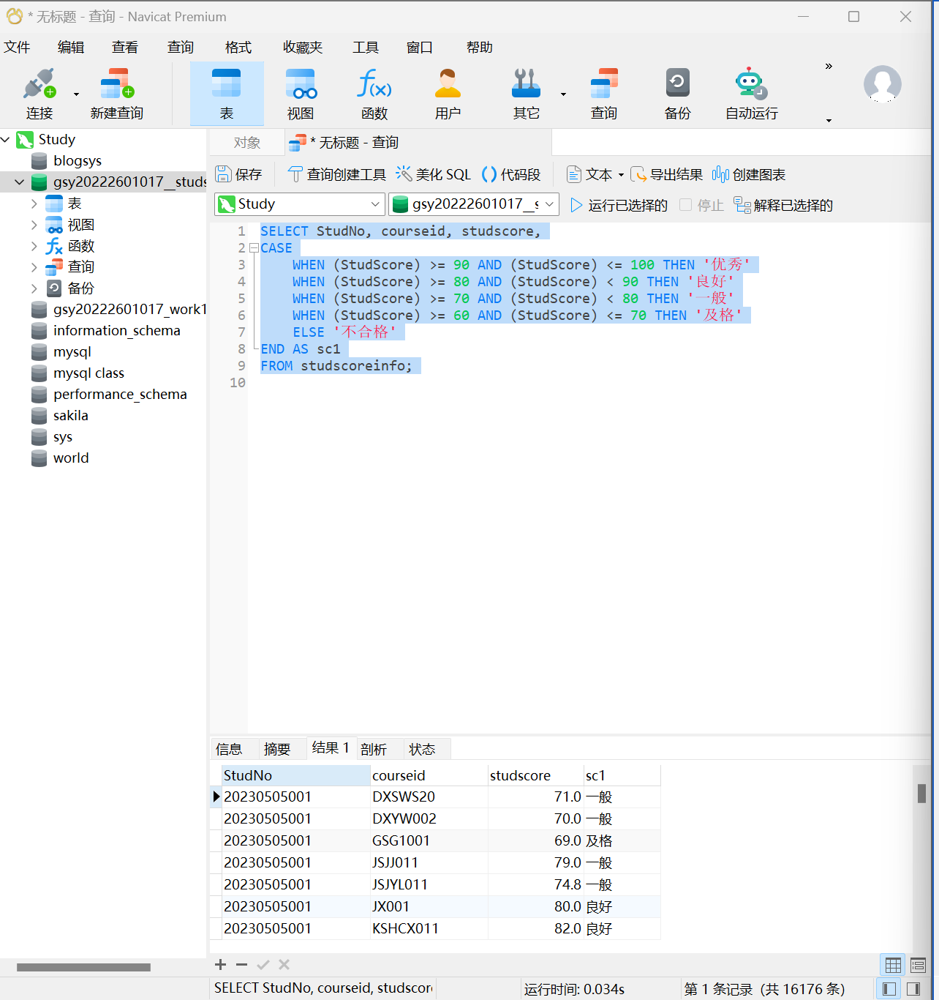 * 无标题 - 查询 - Navicat Premium
文件 编辑 查看 查询 格式 收藏夹 工具 窗口 帮助
连接 新建查询 表 视图 函数 用户 其它 查询 备份 自动运行
Study
blogsys
gsy20222601017__studs
表
视图
函数
查询
备份
gsy20222601017_work1
information_schema
mysql
mysql class
performance_schema
sakila
sys
world
对象 * 无标题 - 查询
保存 查询创建工具 美化 SQL 代码段 文本 导出结果 创建图表
Study gsy20222601017__s 运行已选择的 停止 解释已选择的
1 SELECT StudNo, courseid, studscore,
2 CASE
3 WHEN (StudScore) >= 90 AND (StudScore) <= 100 THEN '优秀'
4 WHEN (StudScore) >= 80 AND (StudScore) < 90 THEN '良好'
5 WHEN (StudScore) >= 70 AND (StudScore) < 80 THEN '一般'
6 WHEN (StudScore) >= 60 AND (StudScore) <= 70 THEN '及格'
7 ELSE '不合格'
8 END AS sc1
9 FROM studscoreinfo;
10
信息 摘要 结果 1 剖析 状态
StudNo courseid studscore sc1
20230505001 DXSWS20 71.0 一般
20230505001 DXYW002 70.0 一般
20230505001 GSG1001 69.0 及格
20230505001 JSJJ011 79.0 一般
20230505001 JSJYL011 74.8 一般
20230505001 JX001 80.0 良好
20230505001 KSHCX011 82.0 良好
SELECT StudNo, courseid, studscor 运行时间: 0.034s 第 1 条记录 (共 16176 条)